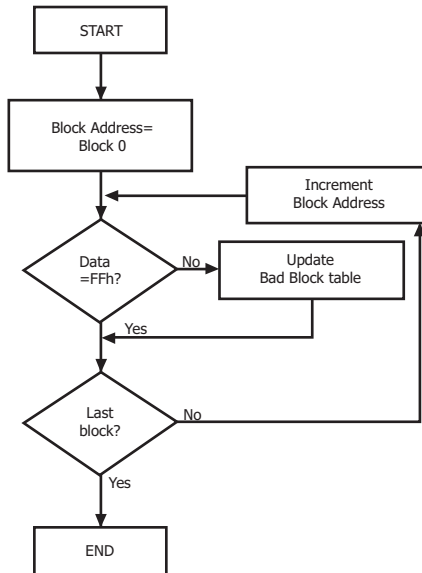 START
Block Address=
Block 0
Increment
Block Address
Data
=FFh?
No
Update
Bad Block table
Yes
Last
block?
No
Yes
END